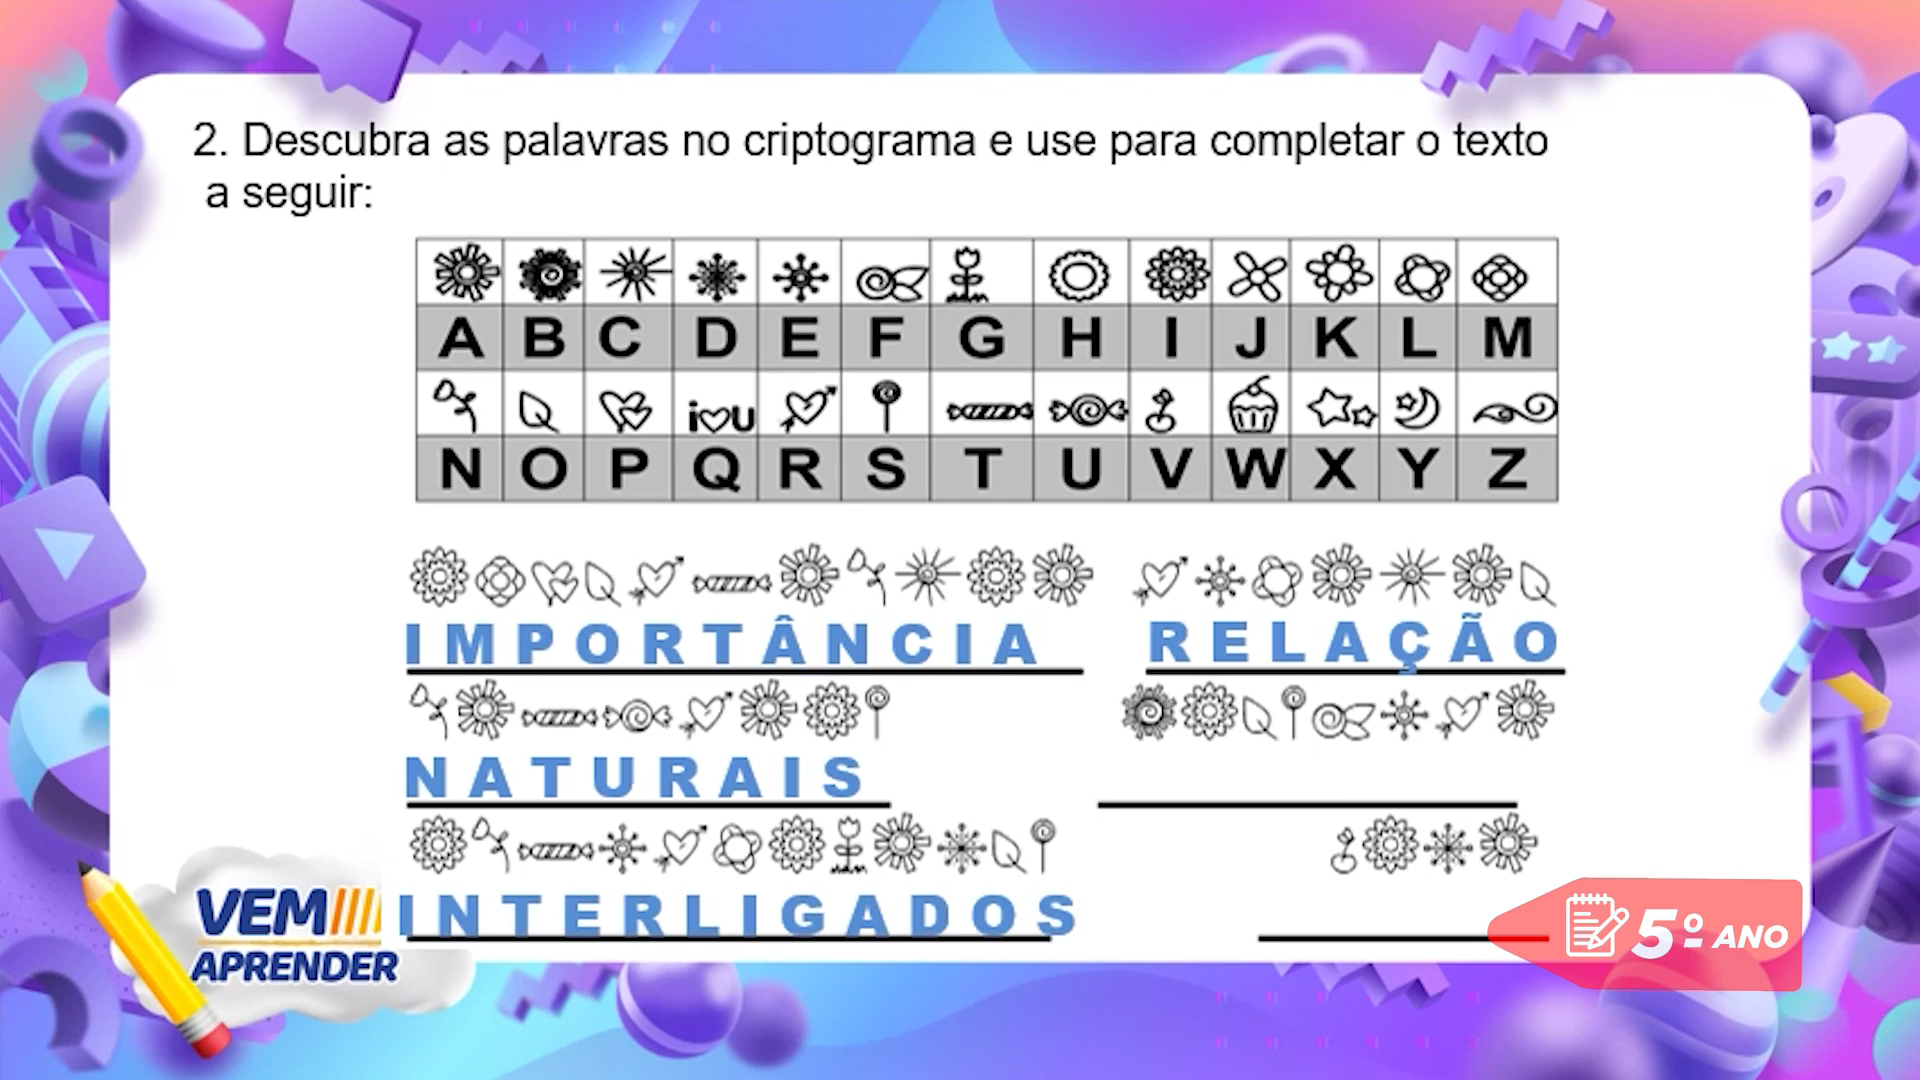 2. Descubra as palavras no criptograma e use para completar o texto
a seguir:
A B C D E F G H I J K L M
i♡U
N O P Q R S T U V W X Y Z
IMPORTÂNCIA RELAÇÃO
NATURAIS
INTERLIGADOS
VEM
APRENDER
5º ANO